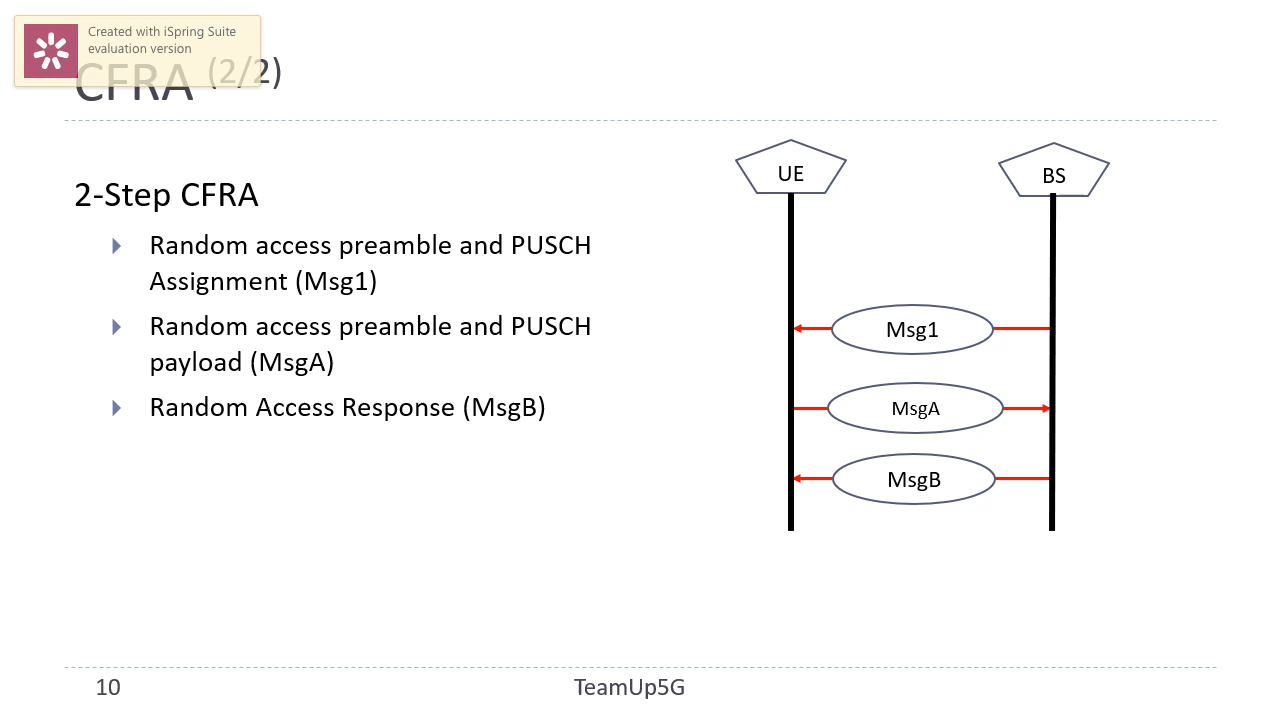 Created with iSpring Suite
evaluation version
CFRA (2/2)
2-Step CFRA
Random access preamble and PUSCH
Assignment (Msg1)
Random access preamble and PUSCH
payload (MsgA)
Random Access Response (MsgB)
UE
BS
Msg1
MsgA
MsgB
10
TeamUp5G